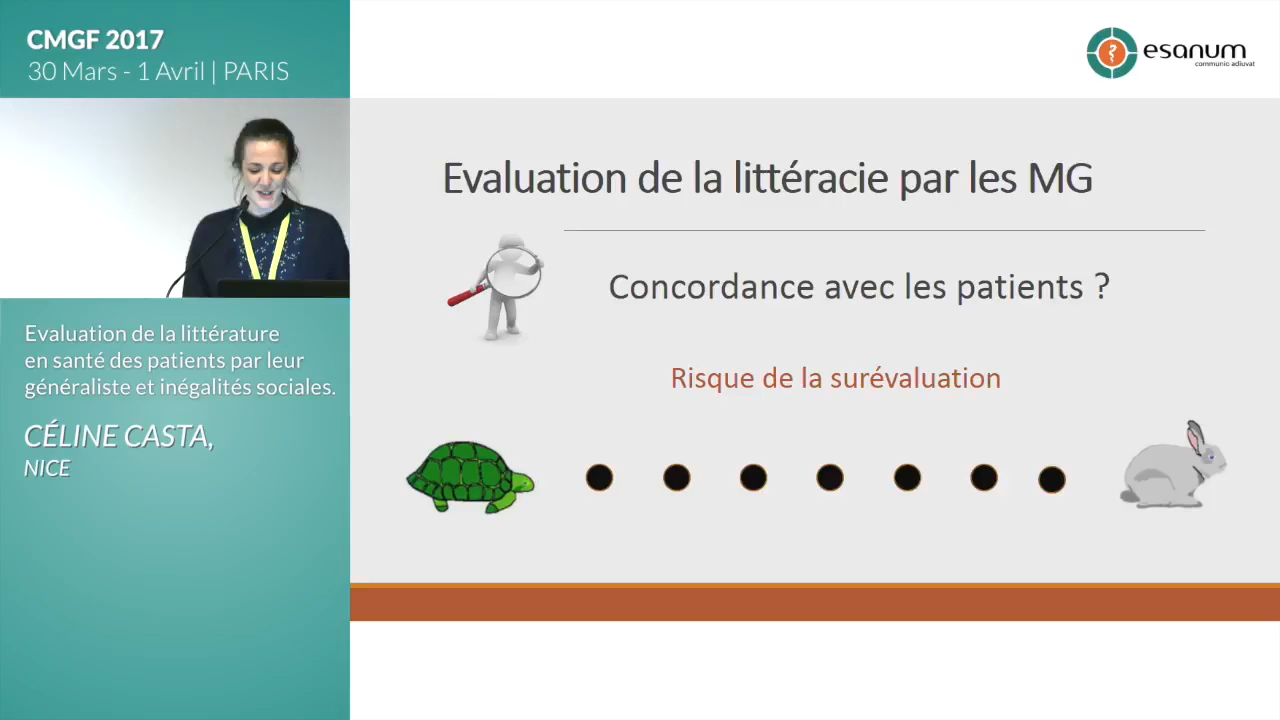 CMGF 2017
30 Mars - 1 Avril | PARIS
esanum
communio adiuvat
Evaluation de la littéracie par les MG
Concordance avec les patients ?
Risque de la surévaluation
Evaluation de la littérature
en santé des patients par leur
généraliste et inégalités sociales.
CÉLINE CASTA,
NICE